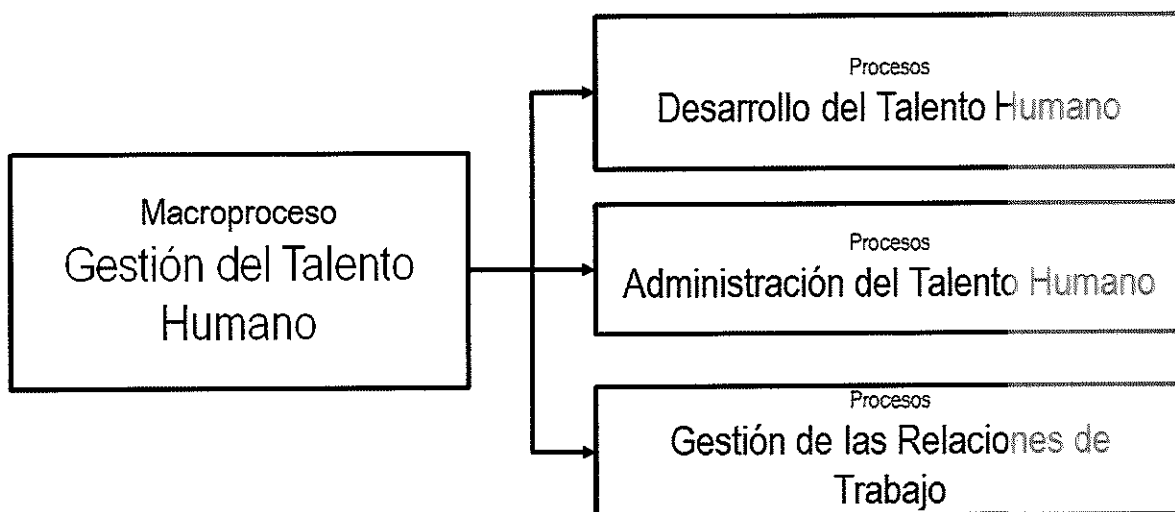 Macroproceso
Gestión del Talento
Humano
Procesos
Desarrollo del Talento Humano
Procesos
Administración del Talento Humano
Procesos
Gestión de las Relaciones de
Trabajo